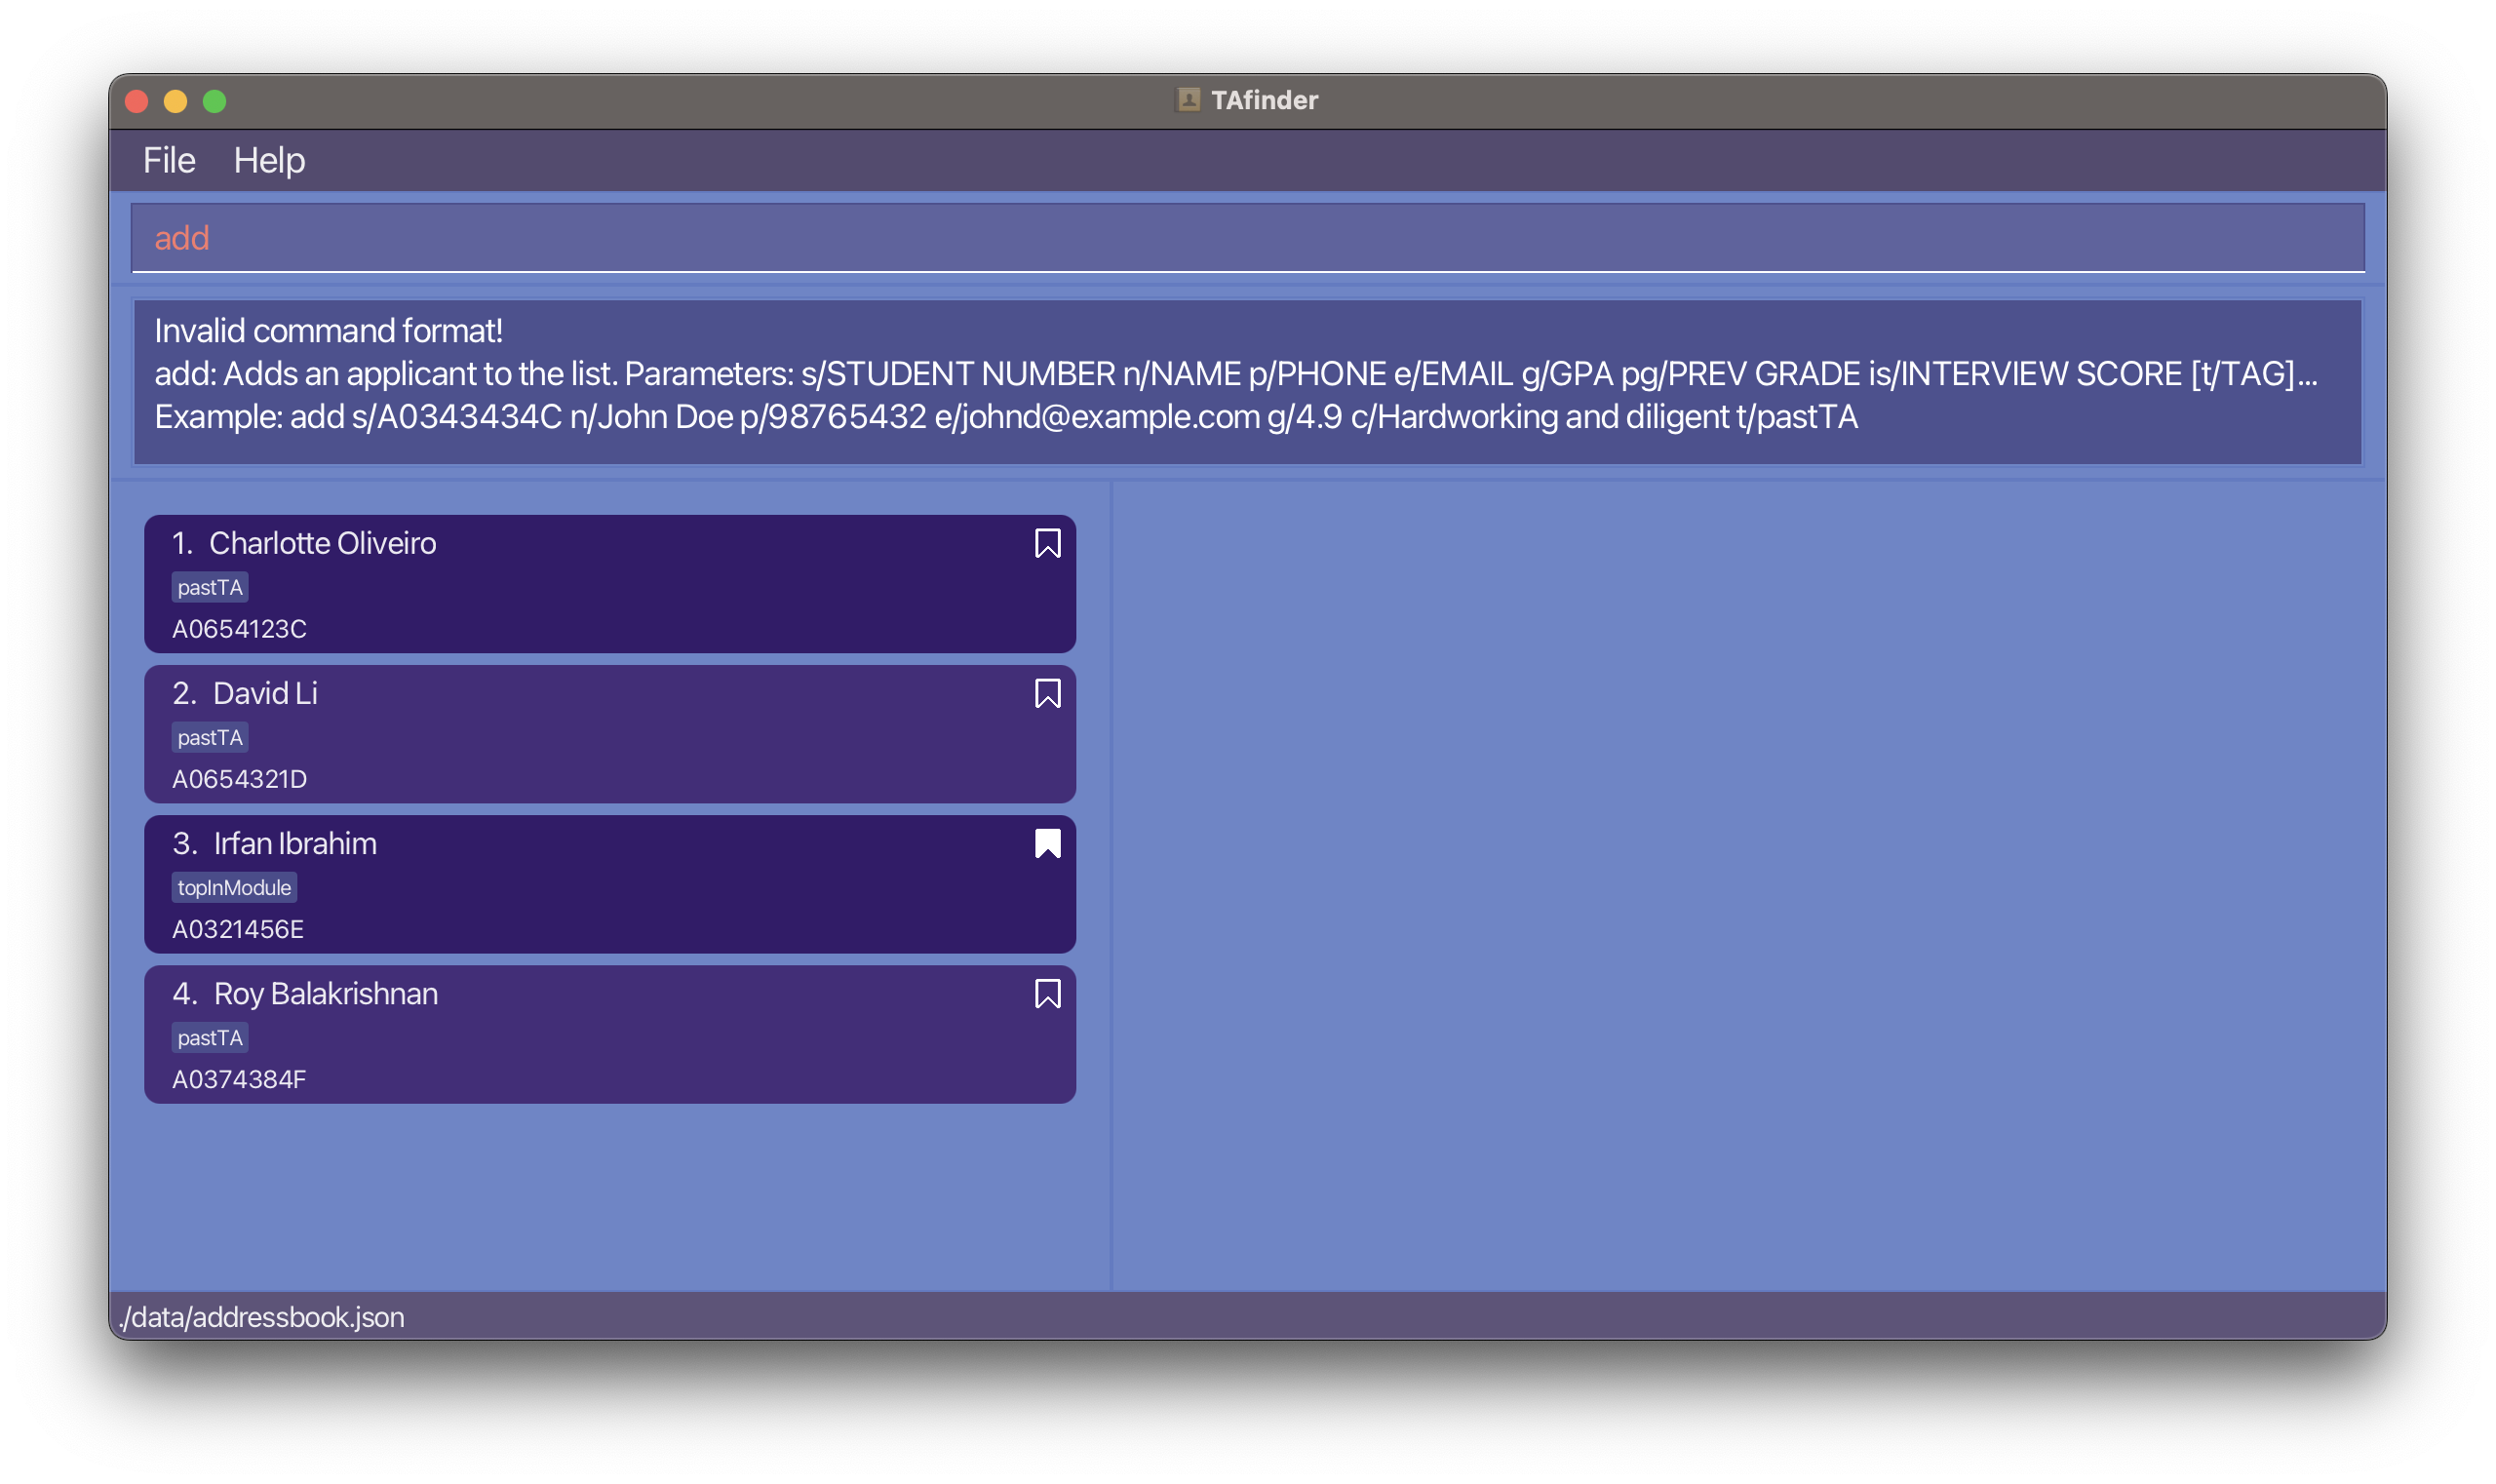 TAfinder
File Help
add
Invalid command format!
add: Adds an applicant to the list. Parameters: s/STUDENT NUMBER n/NAME p/PHONE e/EMAIL g/GPA pg/PREV GRADE is/INTERVIEW SCORE [t/TAG]...
Example: add s/A0343434C n/John Doe p/98765432 e/johnd@example.com g/4.9 c/Hardworking and diligent t/pastTA
1. Charlotte Oliveiro
pastTA
A0654123C
2. David Li
pastTA
A0654321D
3. Irfan Ibrahim
topInModule
A0321456E
4. Roy Balakrishnan
pastTA
A0374384F
./data/addressbook.json